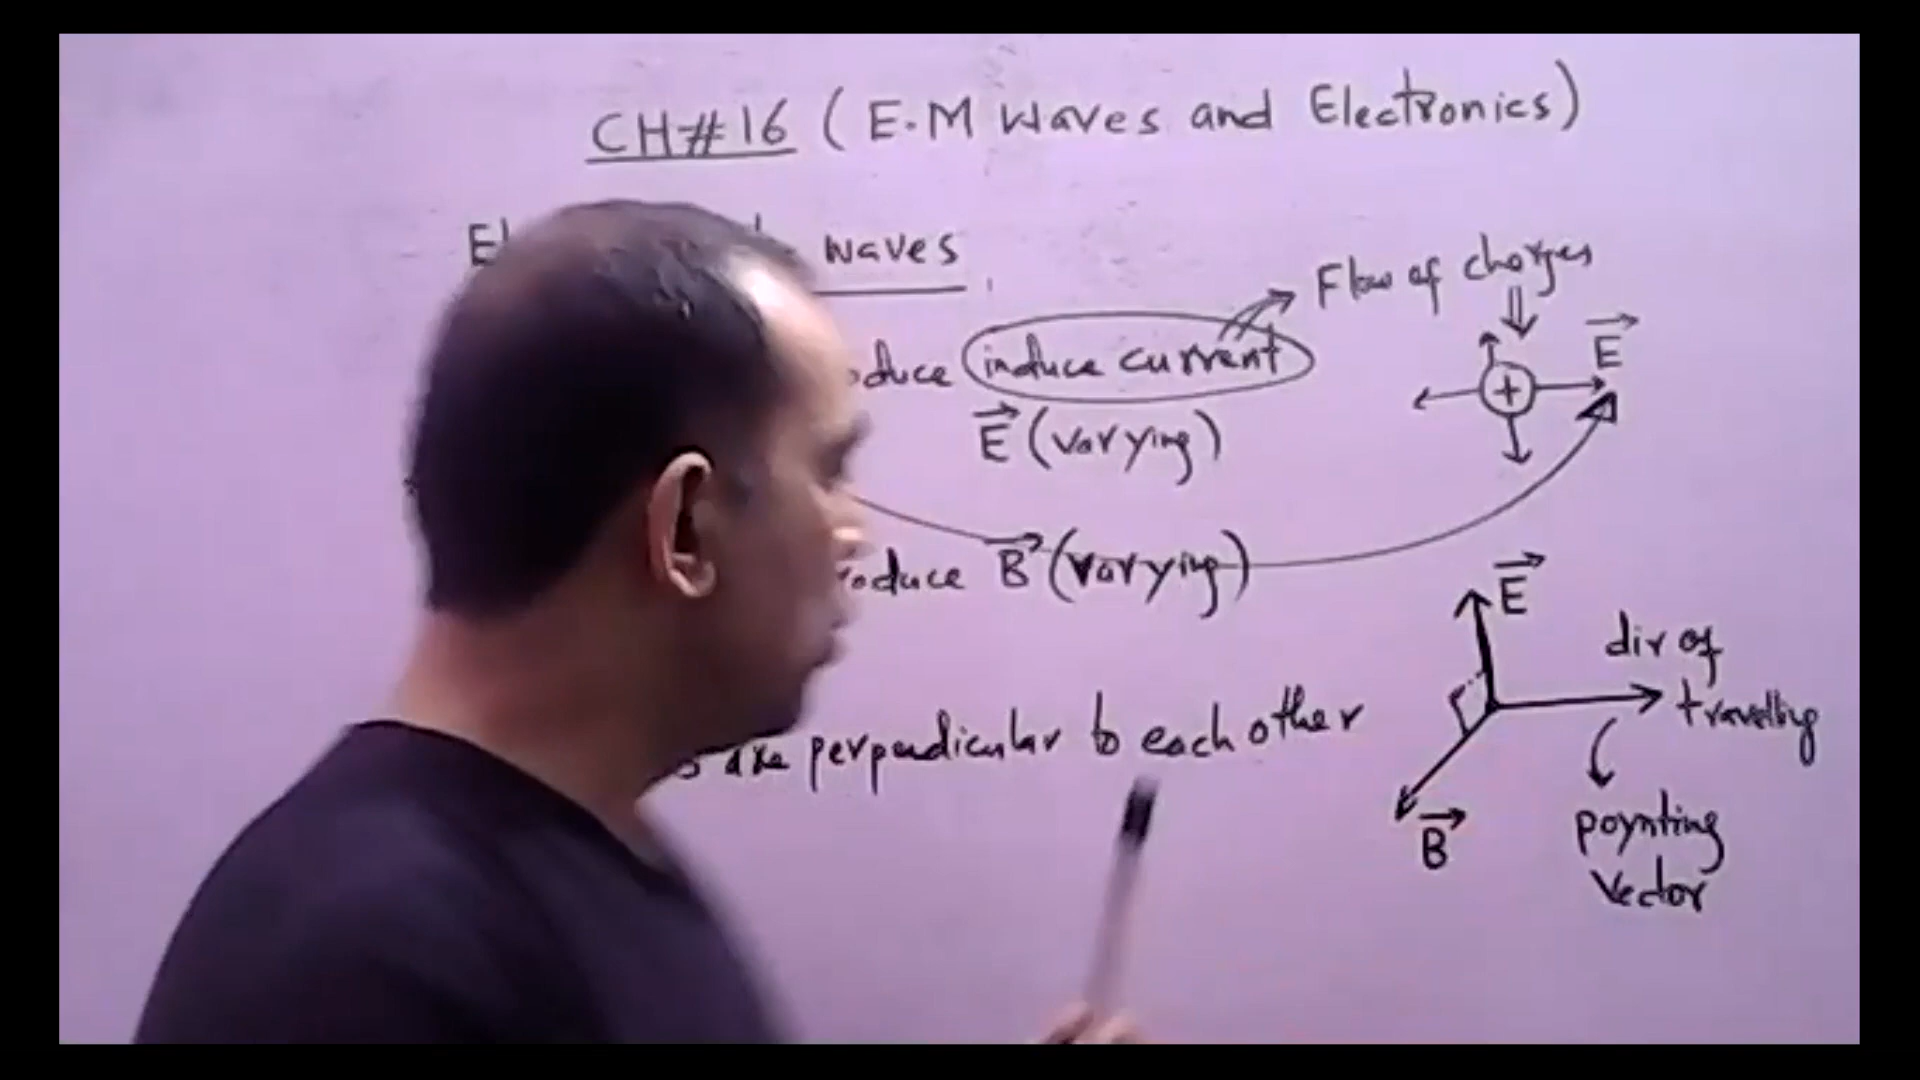 CH#16 (E.M Waves and Electronics)
waves
Flow of charges
induce current
+
E
E (varying)
B (varying)
E
dir of
travelling
are perpendicular to each other
B
poynting
vector